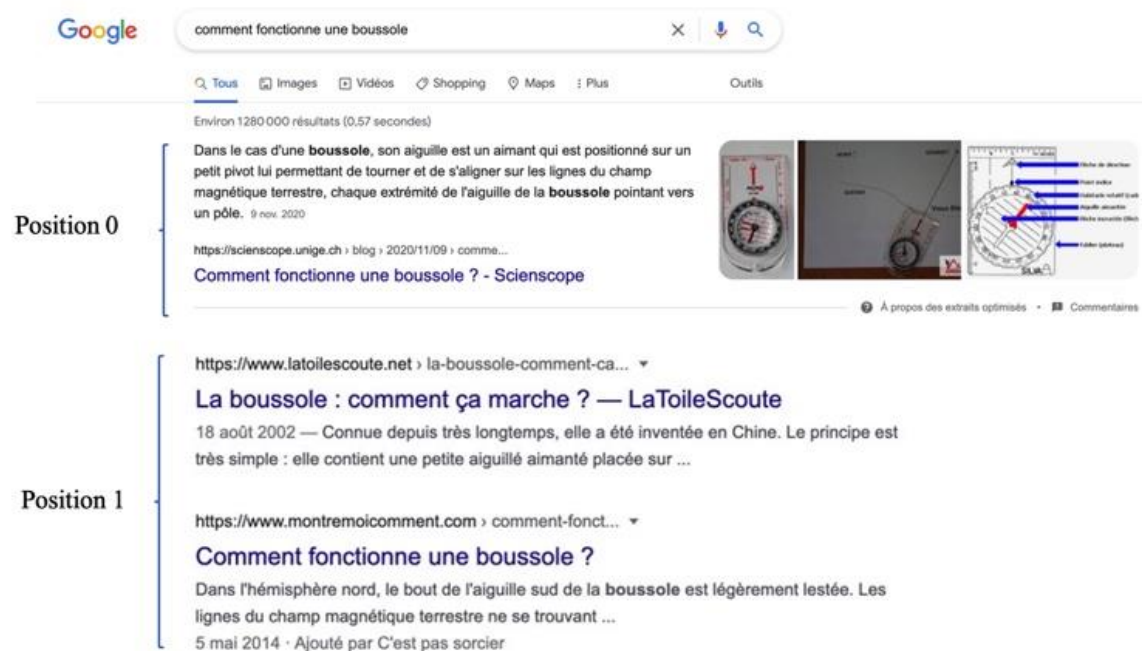 Google
comment fonctionne une boussole
Tous Images Vidéos Shopping Maps Plus Outils
Environ 1 280 000 résultats (0,57 secondes)
Position 0
Dans le cas d'une boussole, son aiguille est un aimant qui est positionné sur un
petit pivot lui permettant de tourner et de s'aligner sur les lignes du champ
magnétique terrestre, chaque extrémité de l'aiguille de la boussole pointant vers
un pôle. 9 nov. 2020
https://scienscope.unige.ch › blog › 2020/11/09 › comme...
Comment fonctionne une boussole ? - Scienscope
SILVA
À propos des extraits optimisés • Commentaires
Position 1
https://www.latoilescoute.net › la-boussole-comment-ca...
La boussole : comment ça marche ? — LaToileScoute
18 août 2002 — Connue depuis très longtemps, elle a été inventée en Chine. Le principe est
très simple : elle contient une petite aiguillé aimanté placée sur ...
https://www.montremoicomment.com › comment-fonct...
Comment fonctionne une boussole ?
Dans l'hémisphère nord, le bout de l'aiguille sud de la boussole est légèrement lestée. Les
lignes du champ magnétique terrestre ne se trouvant ...
5 mai 2014 · Ajouté par C'est pas sorcier